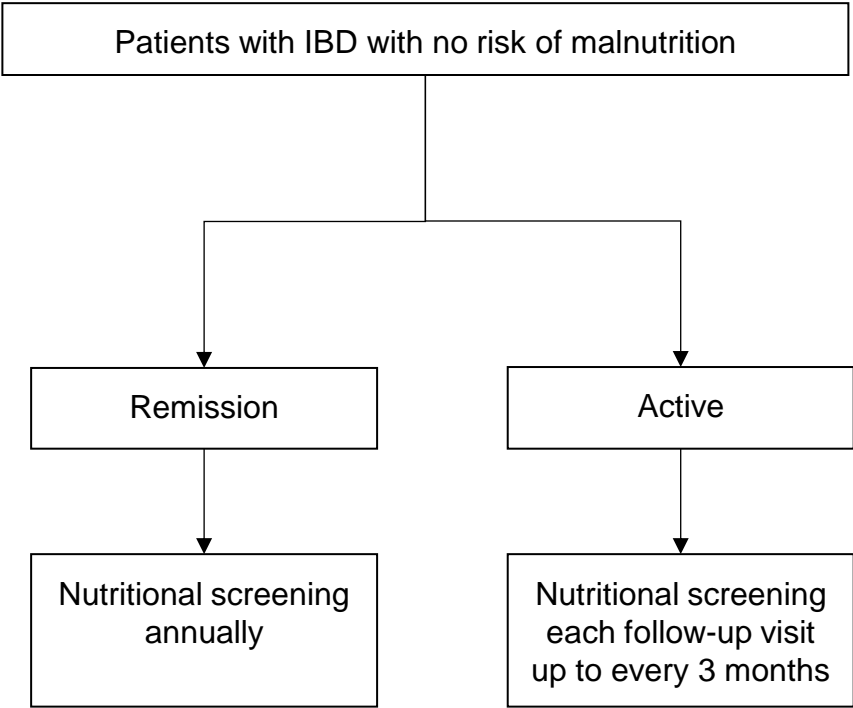 Patients with IBD with no risk of malnutrition
Remission
Active
Nutritional screening
annually
Nutritional screening
each follow-up visit
up to every 3 months